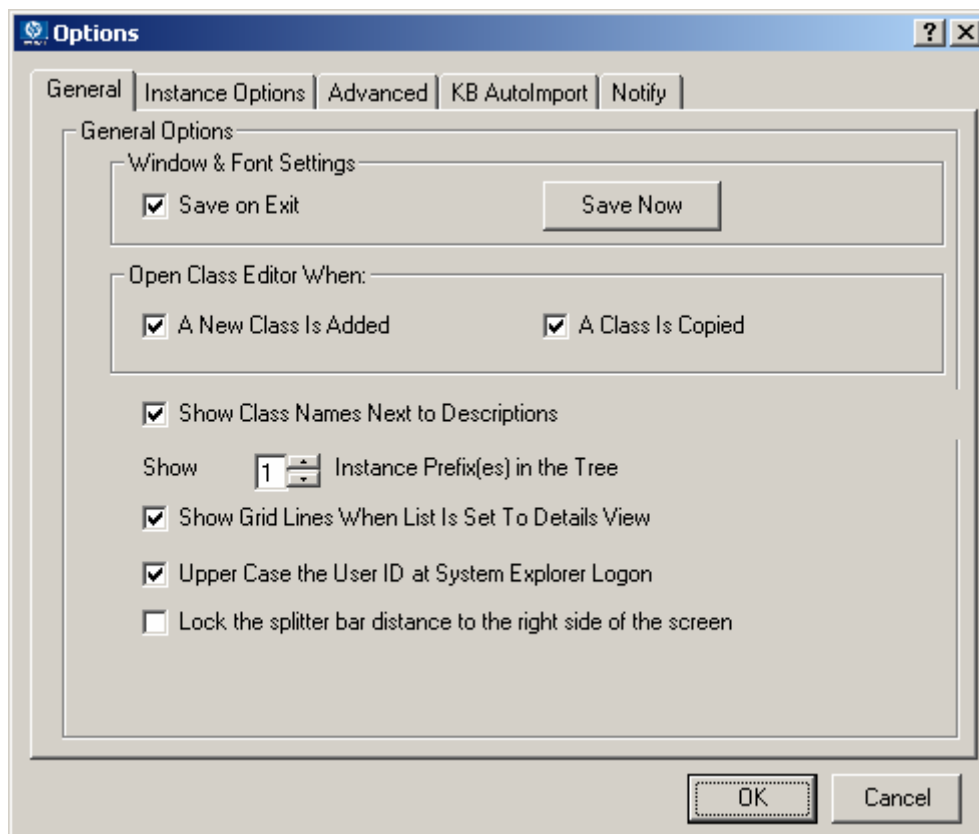 Options
General Instance Options Advanced KB AutoImport Notify
General Options
Window & Font Settings
Save on Exit Save Now
Open Class Editor When:
A New Class Is Added A Class Is Copied
Show Class Names Next to Descriptions
Show 1 Instance Prefix(es) in the Tree
Show Grid Lines When List Is Set To Details View
Upper Case the User ID at System Explorer Logon
Lock the splitter bar distance to the right side of the screen
OK Cancel